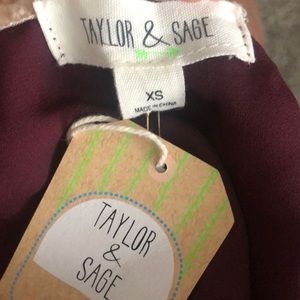 TAYLOR & SAGE
XS
MADE IN CHINA
TAYLOR
&
SAGE